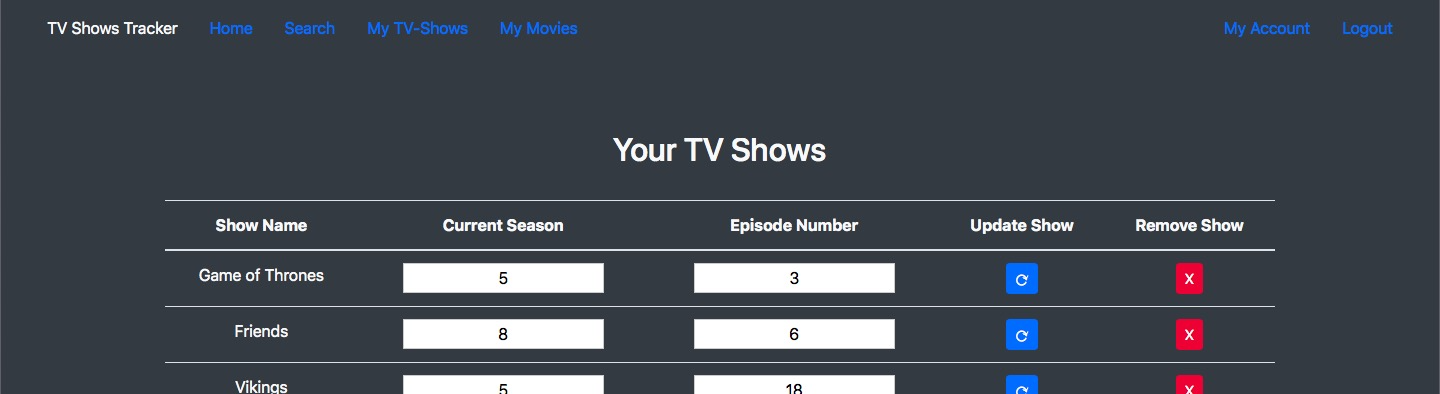 TV Shows Tracker Home Search My TV-Shows My Movies My Account Logout
Your TV Shows
Show Name Current Season Episode Number Update Show Remove Show
Game of Thrones 5 3 X
Friends 8 6 X
Vikings 5 18 X